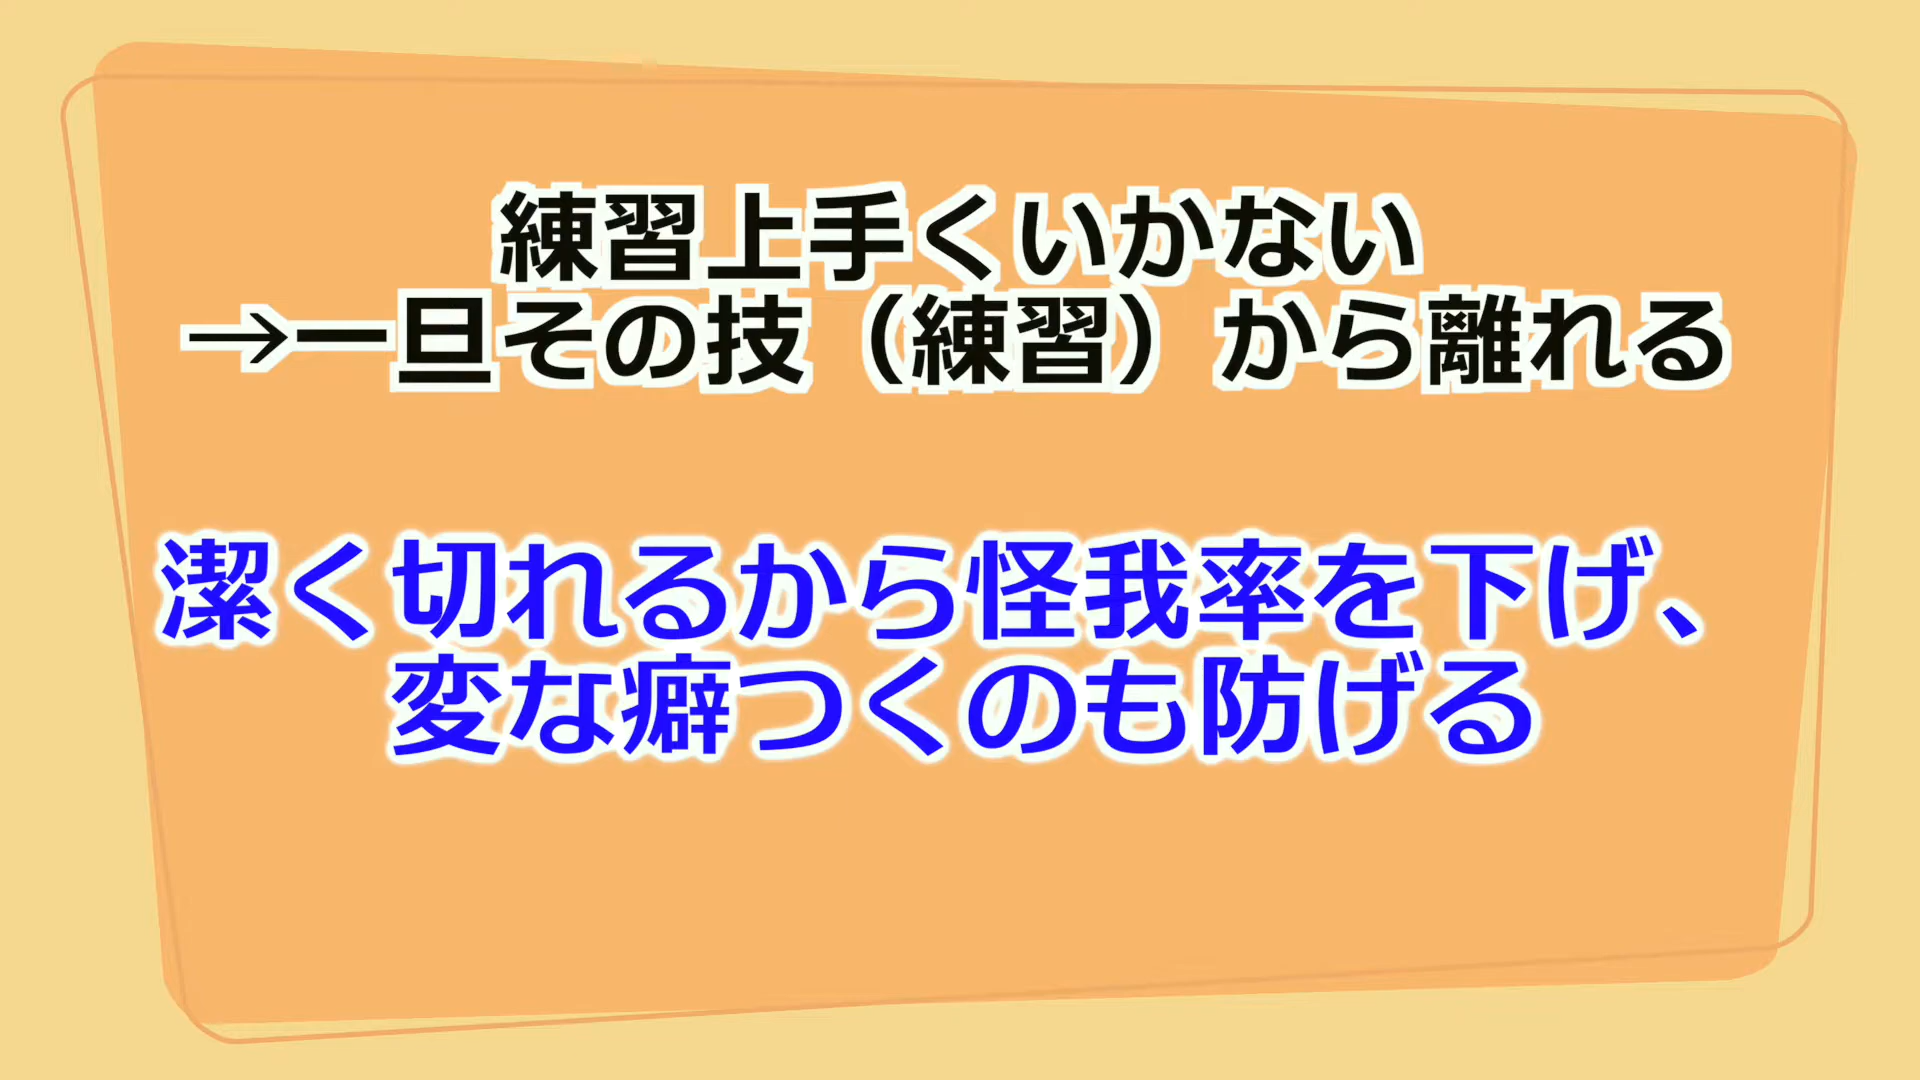 練習上手くいかない
→一旦その技（練習）から離れる
潔く切れるから怪我率を下げ、
変な癖つくのも防げる